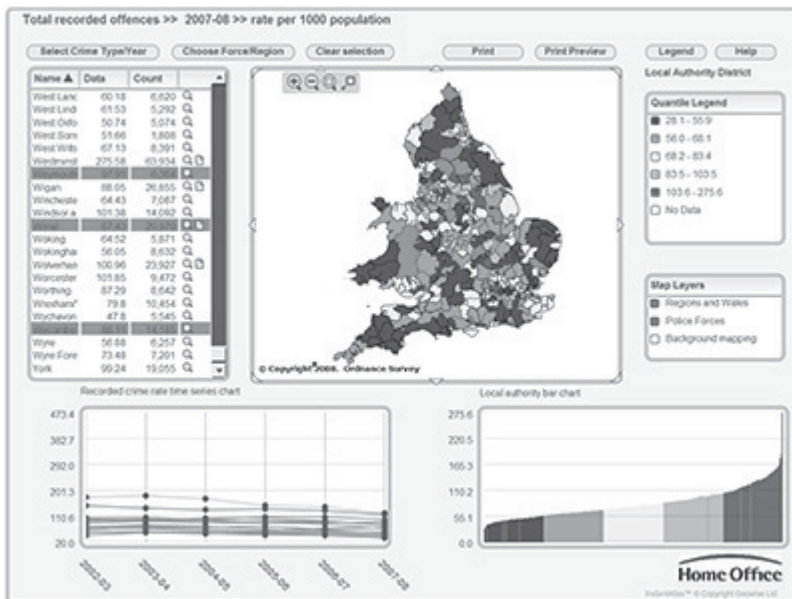 Total recorded offences >> 2007-08 >> rate per 1000 population
Select Crime Type/Year Choose Force/Region Clear selection Print Print Preview Legend Help
Local Authority District
Name ▲ Data Count
West Lanc 60.18 6,620
West Lind 61.53 5,292
West Oxfo 50.74 5,074
West Som 51.66 1,808
West Wilts 67.13 8,391
Westminst 275.58 63,934
Weymouth
Wigan 88.05 26,855
Wincheste 64.43 7,087
Windsor a 101.38 14,092
Wirral
Woking 64.52 5,871
Wokinghar 56.05 8,632
Wolverhan 100.96 23,927
Worcester 101.85 9,472
Worthing 87.29 8,642
Wrexham/ 79.8 10,454
Wychavon 47.8 5,545
Wycombe
Wyre 56.88 6,257
Wyre Fore 73.48 7,201
York 99.24 19,055
© Copyright 2008, Ordnance Survey
Quantile Legend
28.1 - 55.9
56.0 - 68.1
68.2 - 83.4
83.5 - 103.5
103.6 - 275.6
No Data
Map Layers
Regions and Wales
Police Forces
Background mapping
Recorded crime rate time series chart
473.4
382.7
292.0
201.3
110.6
20.0
2002-03 2003-04 2004-05 2005-06 2006-07 2007-08
Local authority bar chart
275.6
220.5
165.3
110.2
55.1
0.0
Home Office
InstantAtlas™ © Copyright Geowise Ltd.